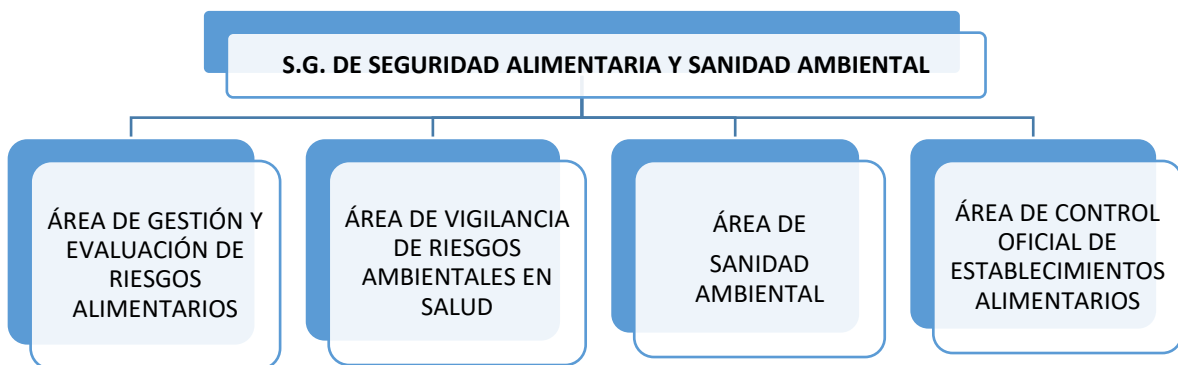 S.G. DE SEGURIDAD ALIMENTARIA Y SANIDAD AMBIENTAL
ÁREA DE GESTIÓN Y
EVALUACIÓN DE
RIESGOS
ALIMENTARIOS
ÁREA DE VIGILANCIA
DE RIESGOS
AMBIENTALES EN
SALUD
ÁREA DE
SANIDAD
AMBIENTAL
ÁREA DE CONTROL
OFICIAL DE
ESTABLECIMIENTOS
ALIMENTARIOS